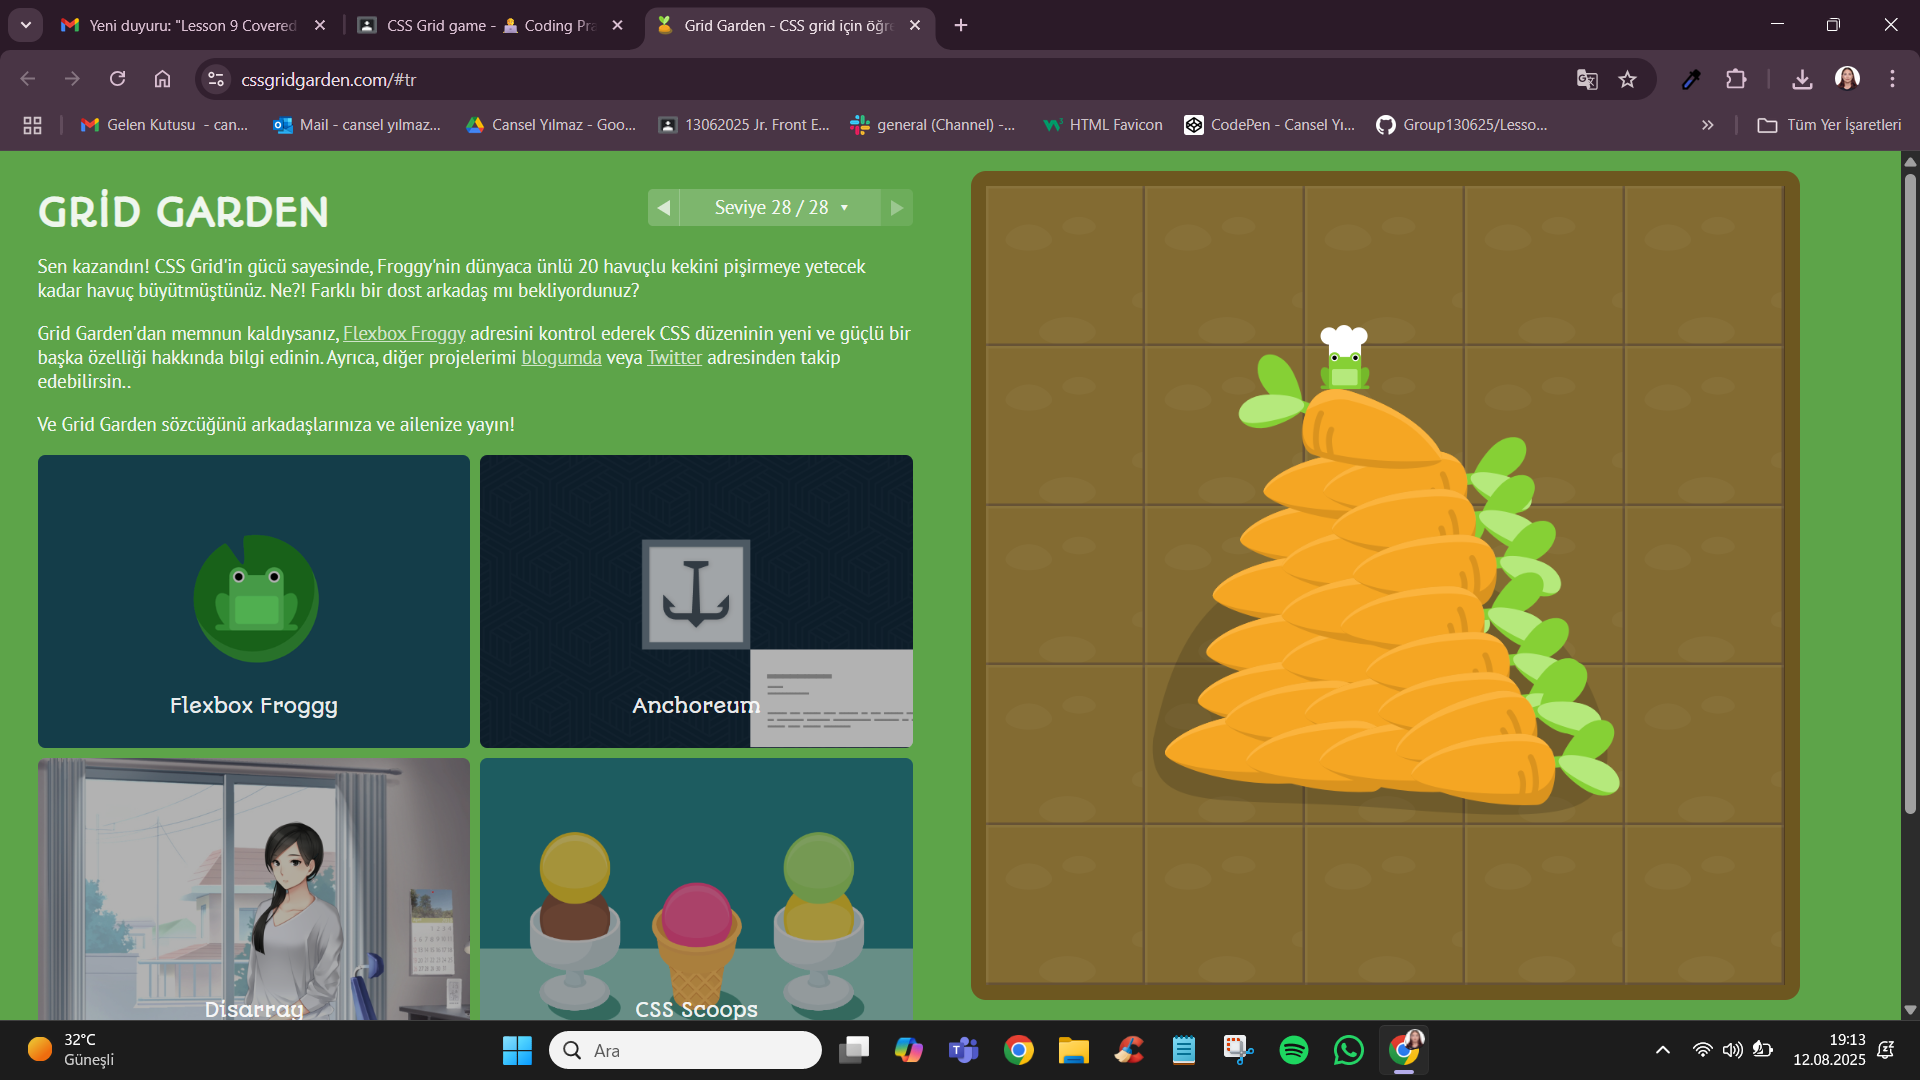 Yeni duyuru: "Lesson 9 Covered
CSS Grid game - Coding Pra
Grid Garden - CSS grid için öğre
cssgridgarden.com/#tr
Gelen Kutusu - can...
Mail - cansel yılmaz...
Cansel Yılmaz - Goo...
13062025 Jr. Front E...
general (Channel) -...
HTML Favicon
CodePen - Cansel Yı...
Group130625/Lesso...
Tüm Yer İşaretleri
GRİD GARDEN
Seviye 28 / 28
Sen kazandın! CSS Grid'in gücü sayesinde, Froggy'nin dünyaca ünlü 20 havuçlu kekini pişirmeye yetecek
kadar havuç büyütmüştünüz. Ne?! Farklı bir dost arkadaş mı bekliyordunuz?
Grid Garden'dan memnun kaldıysanız, Flexbox Froggy adresini kontrol ederek CSS düzeninin yeni ve güçlü bir
başka özelliği hakkında bilgi edinin. Ayrıca, diğer projelerimi blogumda veya Twitter adresinden takip
edebilirsin..
Ve Grid Garden sözcüğünü arkadaşlarınıza ve ailenize yayın!
Flexbox Froggy
Anchoreum
Disarray
CSS Scoops
32°C
Güneşli
Ara
19:13
12.08.2025